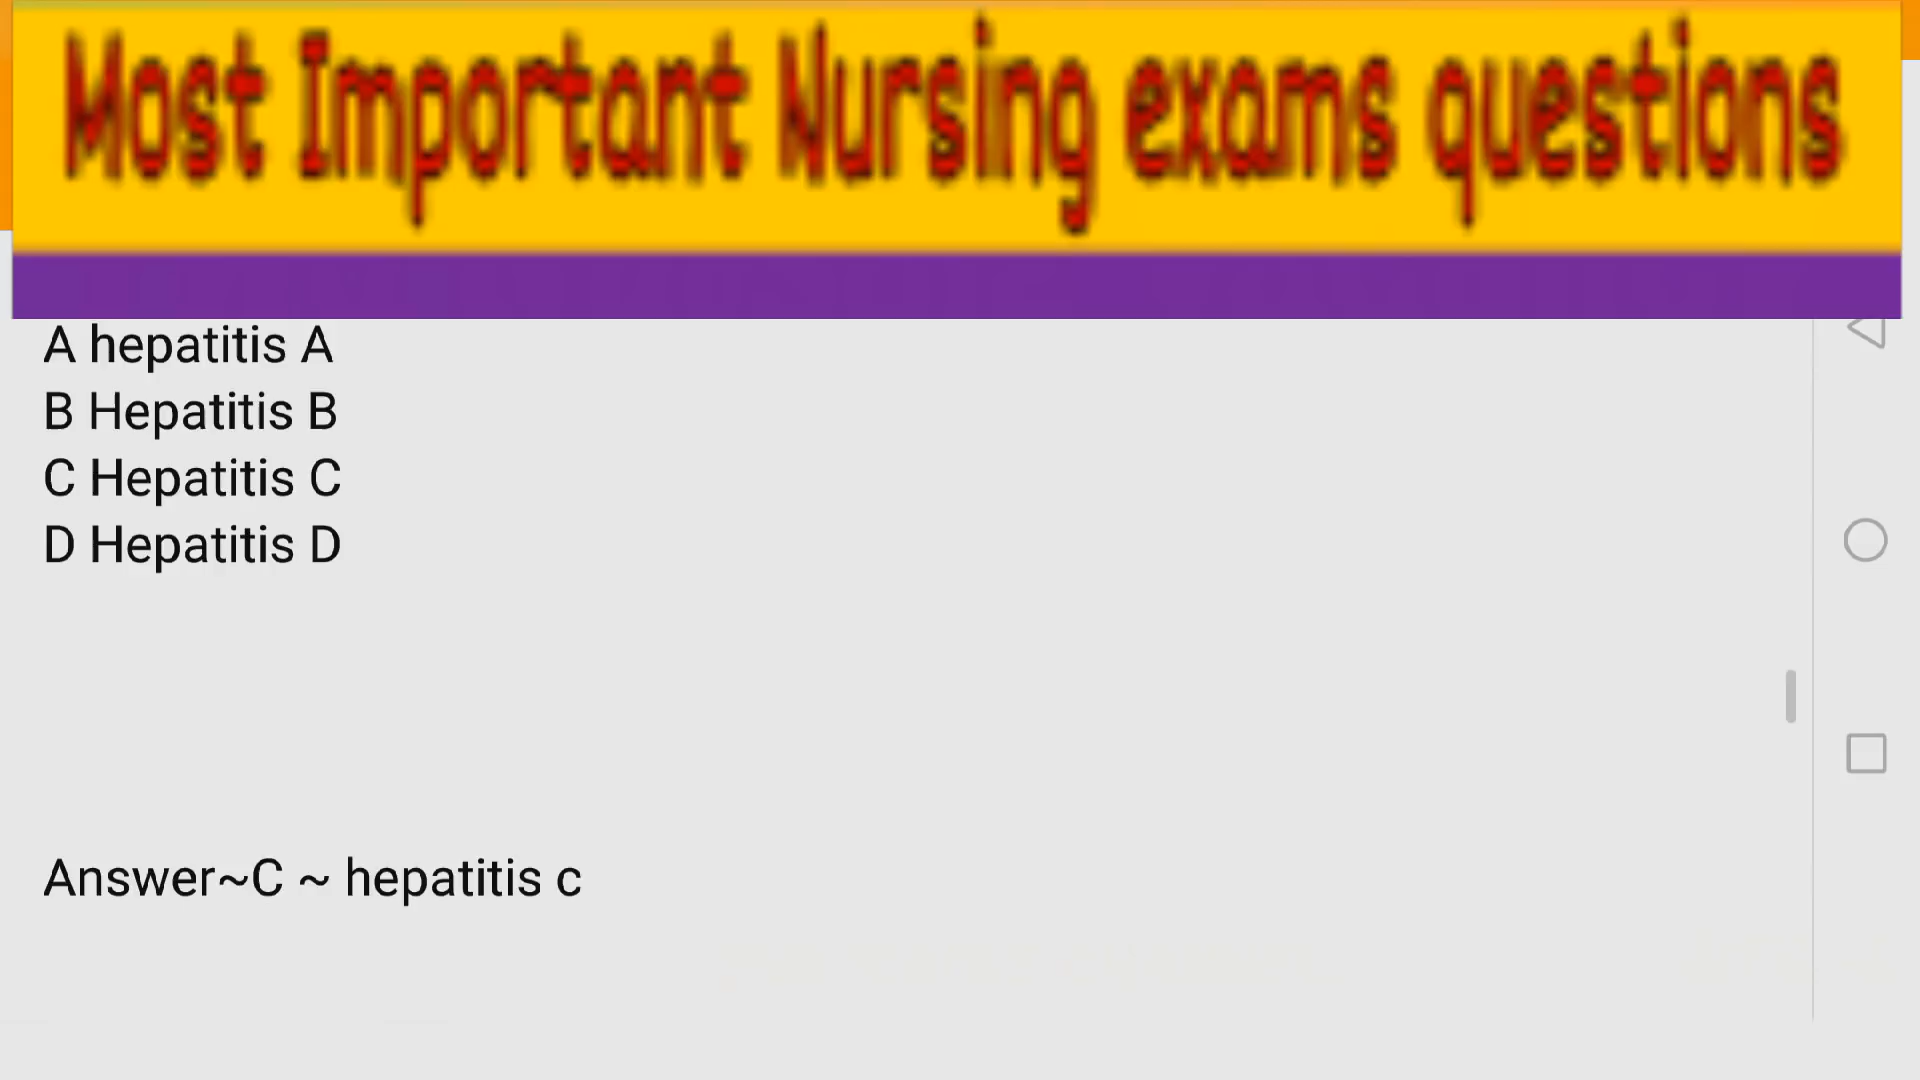 Most Important Nursing exams questions
A hepatitis A
B Hepatitis B
C Hepatitis C
D Hepatitis D
Answer~C ~ hepatitis c